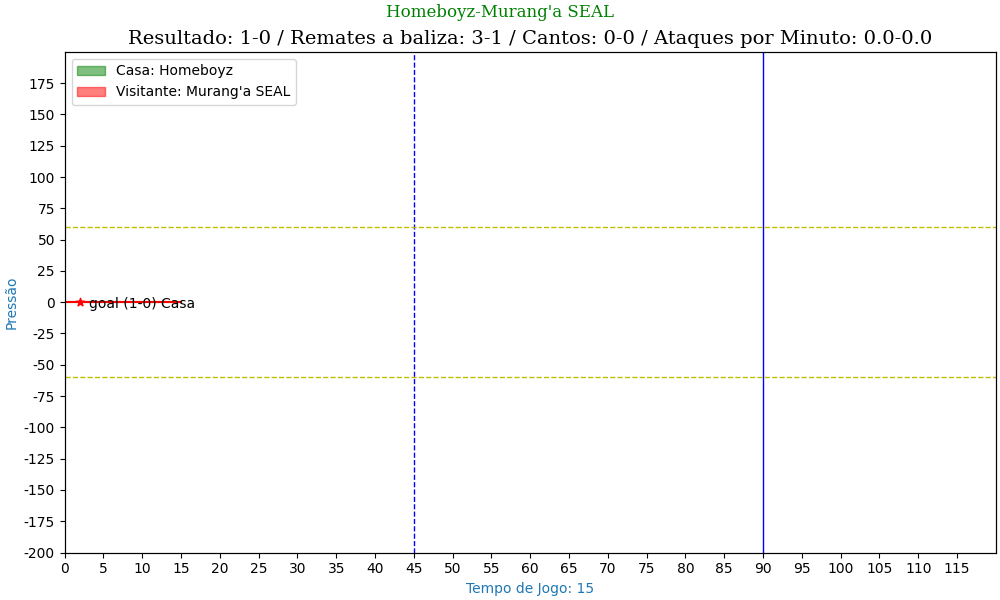 Homeboyz-Murang'a SEAL
Resultado: 1-0 / Remates a baliza: 3-1 / Cantos: 0-0 / Ataques por Minuto: 0.0-0.0
Casa: Homeboyz
Visitante: Murang'a SEAL
175
150
125
100
75
50
25
0
-25
-50
-75
-100
-125
-150
-175
-200
Pressão
goal (1-0) Casa
0 5 10 15 20 25 30 35 40 45 50 55 60 65 70 75 80 85 90 95 100 105 110 115
Tempo de Jogo: 15